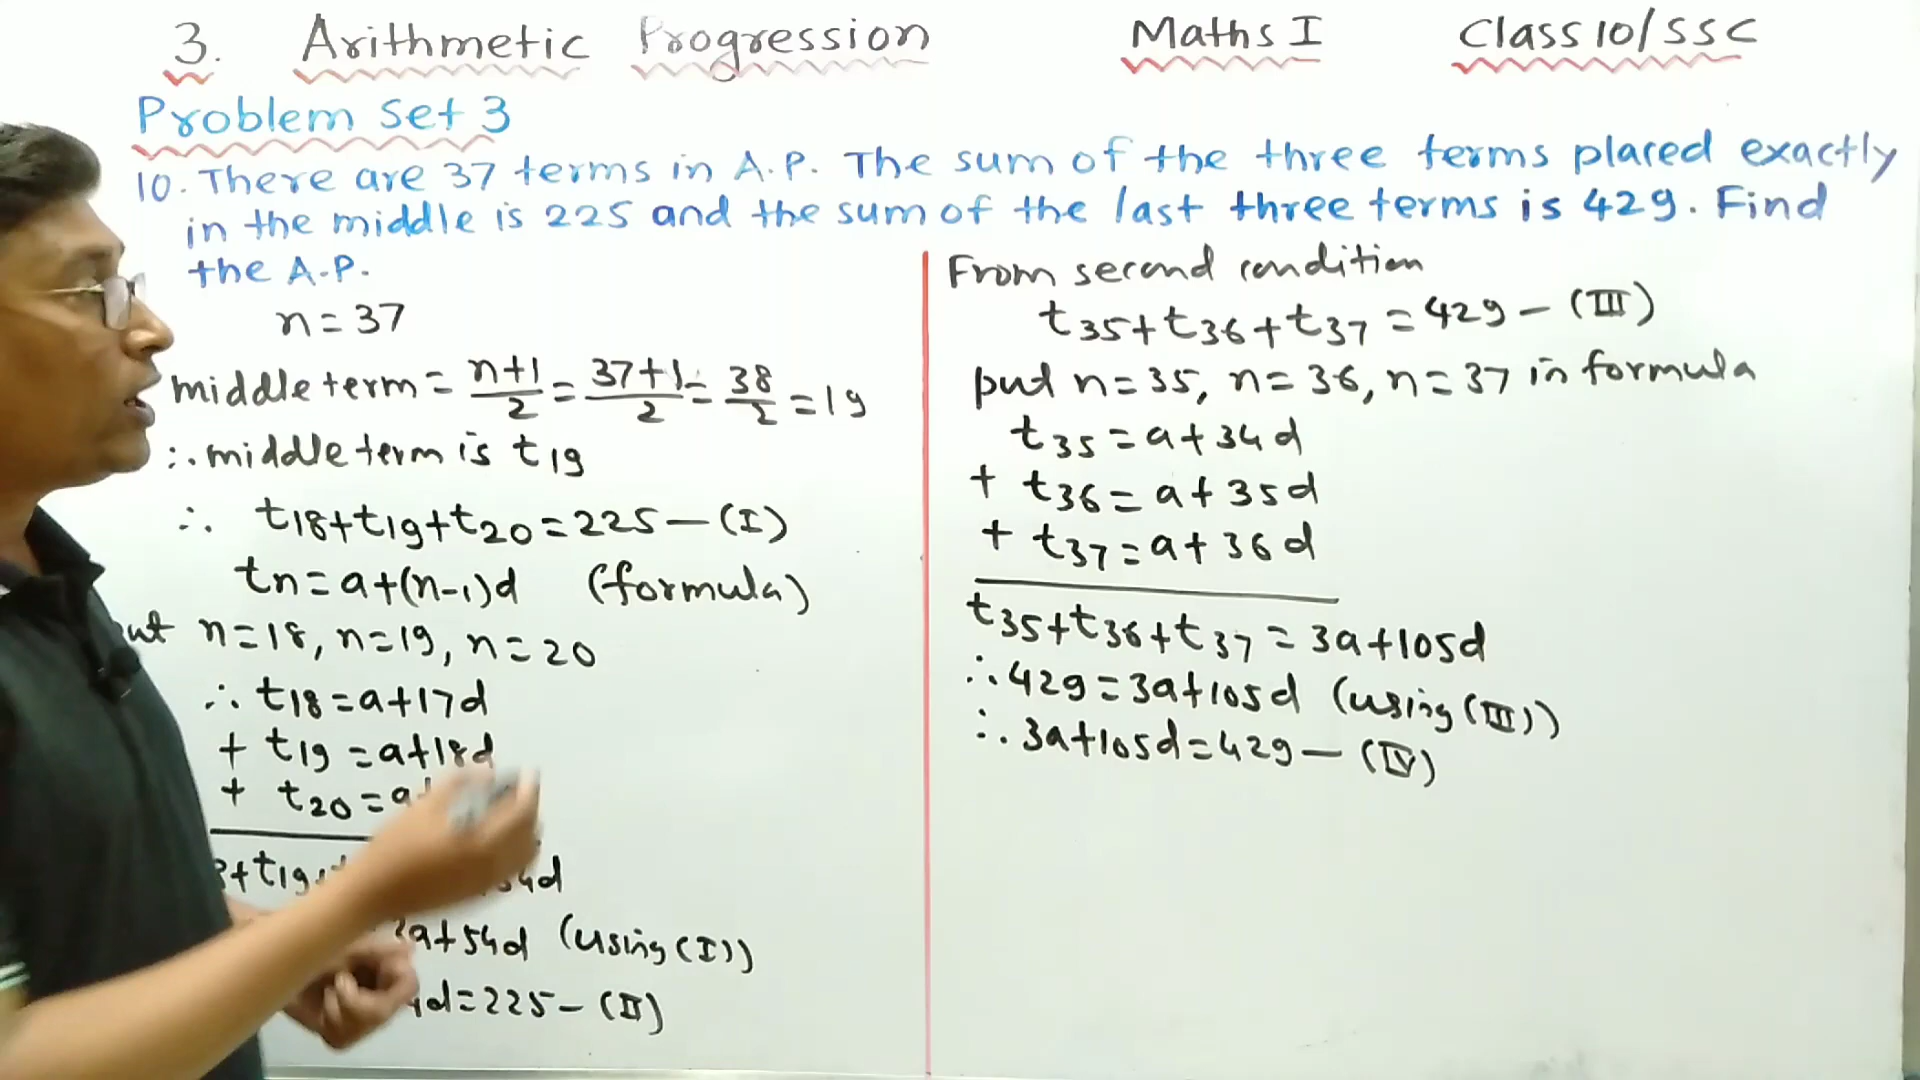 3. Arithmetic Progression Maths I Class 10/SSC
Problem Set 3
10. There are 37 terms in A.P. The sum of the three terms placed exactly
in the middle is 225 and the sum of the last three terms is 429. Find
the A.P.
n = 37
middle term = n+1/2 = 37+1/2 = 38/2 = 19
∴ middle term is t19
∴ t18+t19+t20 = 225 — (I)
tn = a+(n-1)d (formula)
n=18, n=19, n=20
∴ t18 = a+17d
+ t19 = a+18d
+ t20 = a+
+t19 54d
3a+54d (using (I))
4d=225 — (II)
From second condition
t35+t36+t37 = 429 — (III)
put n=35, n=36, n=37 in formula
t35 = a+34d
+ t36 = a+35d
+ t37 = a+36d
t35+t36+t37 = 3a+105d
∴ 429 = 3a+105d (using (III))
∴ 3a+105d = 429 — (IV)